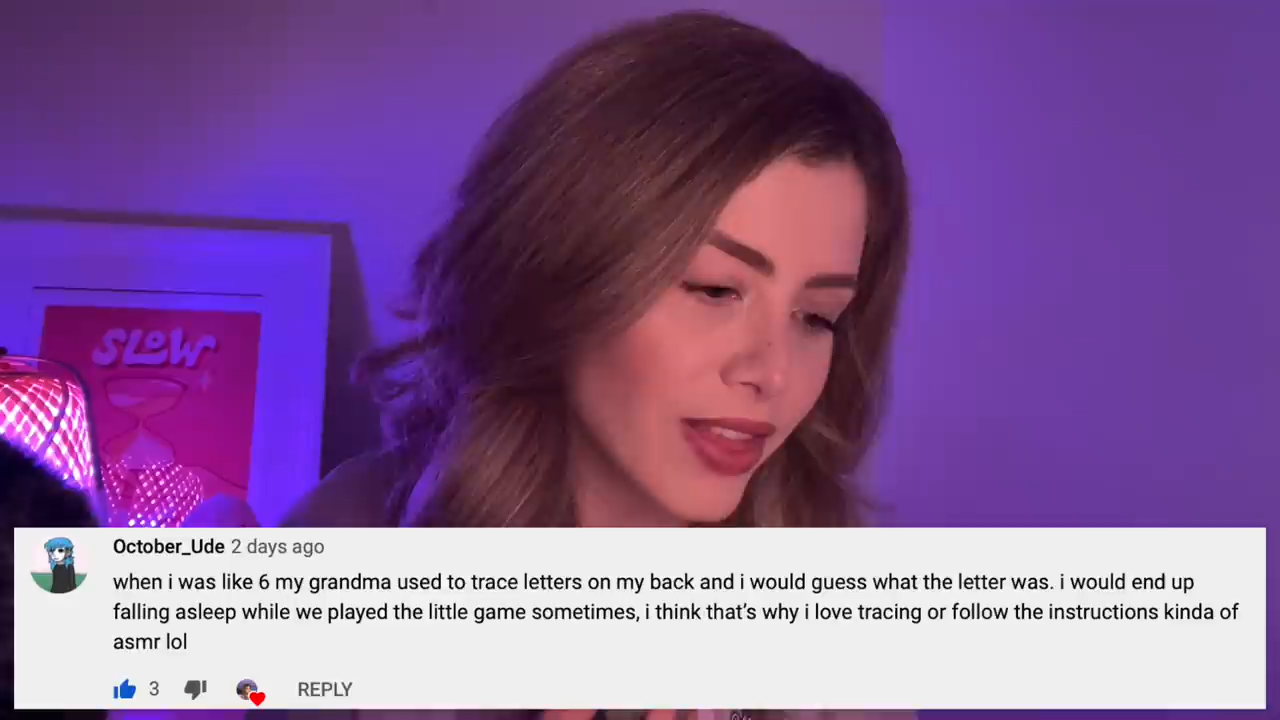 SLOW
October_Ude 2 days ago
when i was like 6 my grandma used to trace letters on my back and i would guess what the letter was. i would end up
falling asleep while we played the little game sometimes, i think that’s why i love tracing or follow the instructions kinda of
asmr lol
3
REPLY